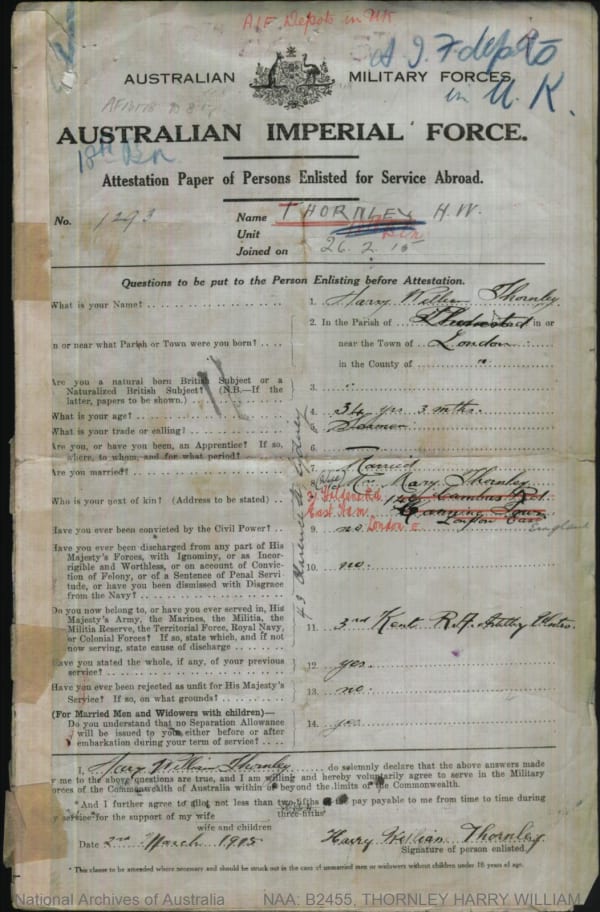 AIF Depots in UK
A I F depots
in U.K.
AUSTRALIAN MILITARY FORCES
AUSTRALIAN IMPERIAL FORCE.
18th Bn
Attestation Paper of Persons Enlisted for Service Abroad.
No. 1293 Name THORNLEY H.W.
Unit
Joined on 26.2.15
Questions to be put to the Person Enlisting before Attestation.
What is your Name? 1. Harry William Thornley
2. In the Parish of in or
n or near what Parish or Town were you born? near the Town of London
in the County of "
Are you a natural born British Subject or a
Naturalized British Subject? (N.B.—If the
latter, papers to be shown.) 3. "
What is your age? 4. 34 yrs 3 mths.
What is your trade or calling? 5. Seaman
Are you, or have you been, an Apprentice? If so,
where, to whom, and for what period? 6. —
Are you married? 7. Married
Who is your next of kin? (Address to be stated) 8. (Wife) Mrs Mary Thornley
East Ham
London E
Canning Town
London East
England
Have you ever been convicted by the Civil Power? 9. no
Have you ever been discharged from any part of His
Majesty's Forces, with Ignominy, or as Incor-
rigible and Worthless, or on account of Convic-
tion of Felony, or of a Sentence of Penal Servi-
tude, or have you been dismissed with Disgrace
from the Navy? 10. no.
Do you now belong to, or have you ever served in, His
Majesty's Army, the Marines, the Militia, the
Militia Reserve, the Territorial Force, Royal Navy,
or Colonial Forces? If so, state which, and if not
now serving, state cause of discharge 11. 3rd Kent R.F. Artillry
Have you stated the whole, if any, of your previous
service? 12. yes.
Have you ever been rejected as unfit for His Majesty's
Service? If so, on what grounds? 13. no.
(For Married Men and Widowers with children)—
Do you understand that no Separation Allowance
will be issued to you either before or after
embarkation during your term of service? 14. yes
I, Harry William Thornley do solemnly declare that the above answers made
y me to the above questions are true, and I am willing and hereby voluntarily agree to serve in the Military
orces of the Commonwealth of Australia within or beyond the limits of the Commonwealth.
*And I further agree to allot not less than two-fifths of the pay payable to me from time to time during
three-fifths
y service for the support of my wife
wife and children
Date 2nd March 1915 Harry William Thornley
Signature of person enlisted.
* This clause to be amended where necessary and should be struck out in the case of unmarried men or widowers without children under 16 years of age.
National Archives of Australia NAA: B2455, THORNLEY HARRY WILLIAM